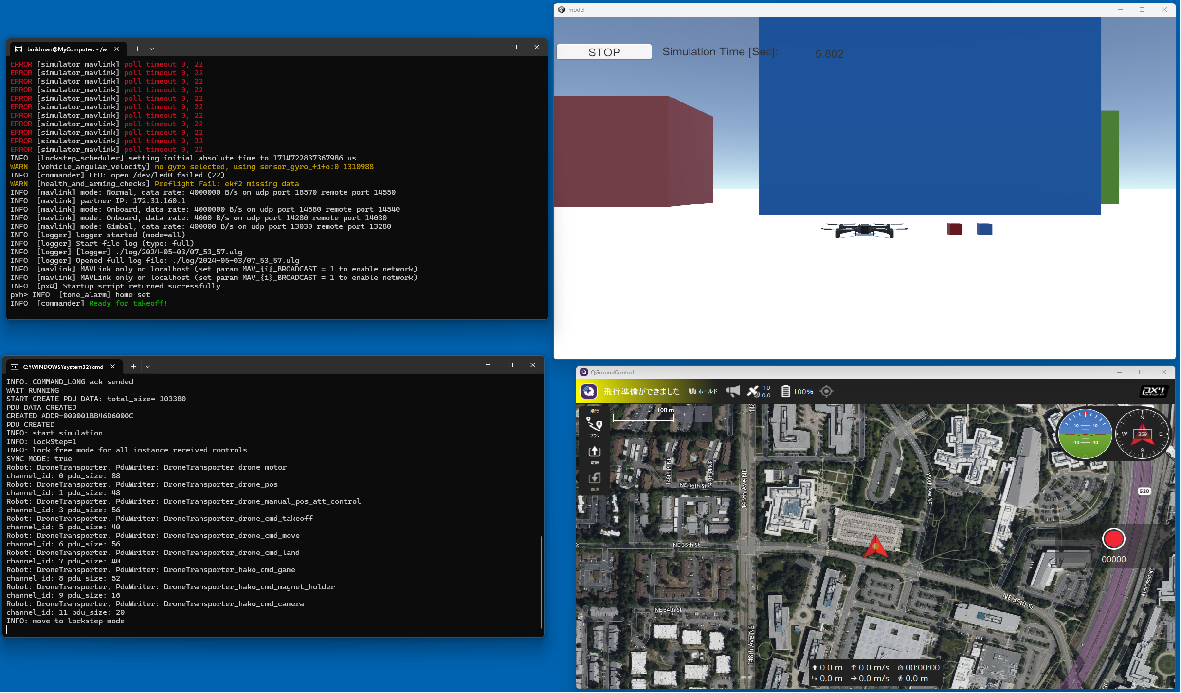 ERROR [simulator_mavlink] poll timeout 0, 22
ERROR [simulator_mavlink] poll timeout 0, 22
ERROR [simulator_mavlink] poll timeout 0, 22
ERROR [simulator_mavlink] poll timeout 0, 22
ERROR [simulator_mavlink] poll timeout 0, 22
ERROR [simulator_mavlink] poll timeout 0, 22
ERROR [simulator_mavlink] poll timeout 0, 22
ERROR [simulator_mavlink] poll timeout 0, 22
ERROR [simulator_mavlink] poll timeout 0, 22
ERROR [simulator_mavlink] poll timeout 0, 22
ERROR [simulator_mavlink] poll timeout 0, 22
INFO [lockstep_scheduler] setting initial absolute time to us
WARN [vehicle_angular_velocity] no gyro selected, using sensor_gyro_fifo:0 1310988
INFO [commander] LED: open /dev/led0 failed (22)
WARN [health_and_arming_checks] Preflight Fail: ekf2 missing data
INFO [mavlink] mode: Normal, data rate: 4000000 B/s on udp port 18570 remote port 14550
INFO [mavlink] partner IP: 172.31.160.1
INFO [mavlink] mode: Onboard, data rate: 4000000 B/s on udp port 14580 remote port 14540
INFO [mavlink] mode: Onboard, data rate: 4000 B/s on udp port 14280 remote port 14030
INFO [mavlink] mode: Gimbal, data rate: 400000 B/s on udp port 13030 remote port 13280
INFO [logger] logger started (mode=all)
INFO [logger] Start file log (type: full)
INFO [logger] [logger] ./log/2024-05-03/07_53_57.ulg
INFO [logger] Opened full log file: ./log/2024-05-03/07_53_57.ulg
INFO [mavlink] MAVLink only on localhost (set param MAV_{i}_BROADCAST = 1 to enable network)
INFO [mavlink] MAVLink only on localhost (set param MAV_{i}_BROADCAST = 1 to enable network)
INFO [px4] Startup script returned successfully
pxh> INFO [tone_alarm] home set
INFO [commander] Ready for takeoff!
model
STOP Simulation Time [Sec]: 5.802
C:\WINDOWS\system32\cmd
INFO: COMMAND_LONG ack sended
WAIT RUNNING
START CREATE PDU DATA: total_size= 303380
PDU DATA CREATED
PDU CREATED
INFO: start simulation
INFO: lockStep=1
INFO: lock free mode for all instance received controls
SYNC MODE: true
Robot: DroneTransporter, PduWriter: DroneTransporter_drone_motor
channel_id: 0 pdu_size: 88
Robot: DroneTransporter, PduWriter: DroneTransporter_drone_pos
channel_id: 1 pdu_size: 48
Robot: DroneTransporter, PduWriter: DroneTransporter_drone_manual_pos_att_control
channel_id: 3 pdu_size: 56
Robot: DroneTransporter, PduWriter: DroneTransporter_drone_cmd_takeoff
channel_id: 5 pdu_size: 40
Robot: DroneTransporter, PduWriter: DroneTransporter_drone_cmd_move
channel_id: 6 pdu_size: 56
Robot: DroneTransporter, PduWriter: DroneTransporter_drone_cmd_land
channel_id: 7 pdu_size: 40
Robot: DroneTransporter, PduWriter: DroneTransporter_hako_cmd_game
channel_id: 8 pdu_size: 52
Robot: DroneTransporter, PduWriter: DroneTransporter_hako_cmd_magnet_holder
channel_id: 9 pdu_size: 16
Robot: DroneTransporter, PduWriter: DroneTransporter_hako_cmd_camera
channel_id: 11 pdu_size: 20
INFO: move to lockstep mode
QGroundControl
飛行準備ができました ホールド 10 0.0 100% PX4
100 m
520
00000
0.0 m 0.0 m/s 00:00:00
0.0 m 0.0 m/s 0.0 m